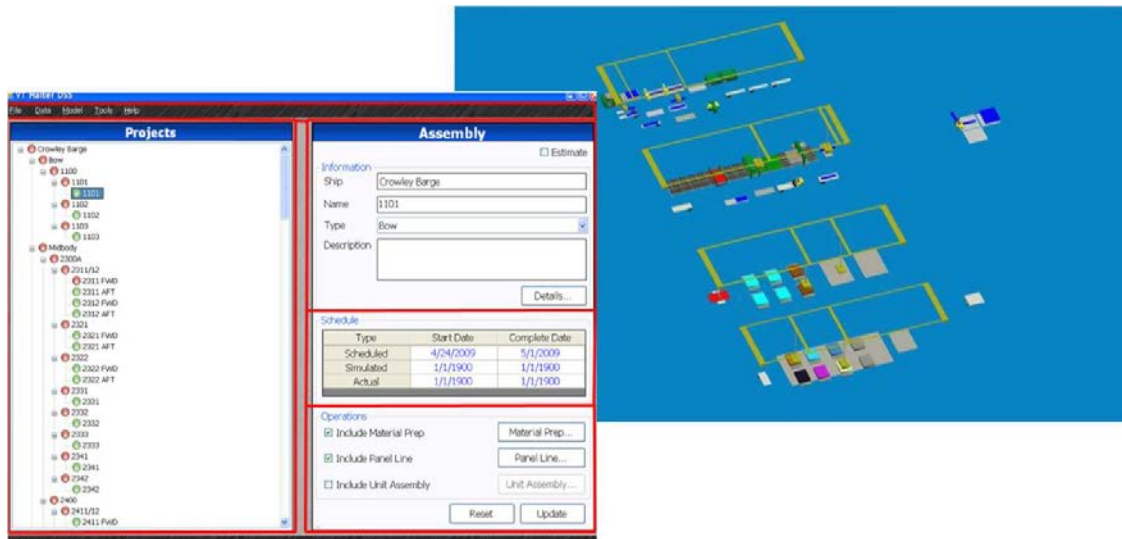 VT Halter DSS
File Data Model Tools Help
Projects
Crowley Barge
Bow
1100
1101
1101
1102
1102
1103
1103
Midbody
2300A
2311/12
2311 FWD
2311 AFT
2312 FWD
2312 AFT
2321
2321 FWD
2321 AFT
2322
2322 FWD
2322 AFT
2331
2331
2332
2332
2333
2333
2341
2341
2342
2342
2400
2411/12
2411 FWD
Assembly
Estimate
Information
Ship Crowley Barge
Name 1101
Type Bow
Description
Details...
Schedule
Type Start Date Complete Date
Scheduled 4/24/2009 5/1/2009
Simulated 1/1/1900 1/1/1900
Actual 1/1/1900 1/1/1900
Operations
Include Material Prep Material Prep...
Include Panel Line Panel Line...
Include Unit Assembly Unit Assembly...
Reset Update